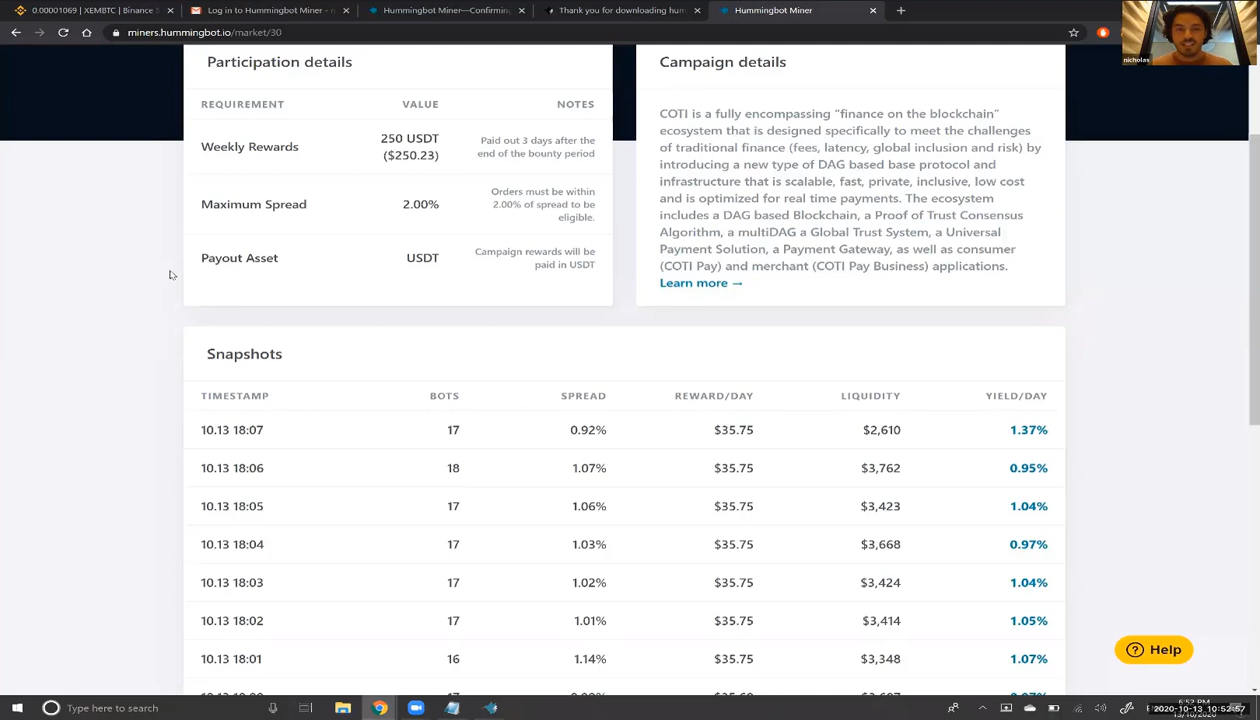 0.00001069 | XEMBTC | Binance
Log in to Hummingbot Miner -
Hummingbot Miner—Confirming
Thank you for downloading hum
Hummingbot Miner
miners.hummingbot.io/market/30
nicholas
Participation details
REQUIREMENT VALUE NOTES
Weekly Rewards 250 USDT ($250.23) Paid out 3 days after the end of the bounty period
Maximum Spread 2.00% Orders must be within 2.00% of spread to be eligible.
Payout Asset USDT Campaign rewards will be paid in USDT
Campaign details
COTI is a fully encompassing “finance on the blockchain”
ecosystem that is designed specifically to meet the challenges
of traditional finance (fees, latency, global inclusion and risk) by
introducing a new type of DAG based base protocol and
infrastructure that is scalable, fast, private, inclusive, low cost
and is optimized for real time payments. The ecosystem
includes a DAG based Blockchain, a Proof of Trust Consensus
Algorithm, a multiDAG a Global Trust System, a Universal
Payment Solution, a Payment Gateway, as well as consumer
(COTI Pay) and merchant (COTI Pay Business) applications.
Learn more →
Snapshots
TIMESTAMP BOTS SPREAD REWARD/DAY LIQUIDITY YIELD/DAY
10.13 18:07 17 0.92% $35.75 $2,610 1.37%
10.13 18:06 18 1.07% $35.75 $3,762 0.95%
10.13 18:05 17 1.06% $35.75 $3,423 1.04%
10.13 18:04 17 1.03% $35.75 $3,668 0.97%
10.13 18:03 17 1.02% $35.75 $3,424 1.04%
10.13 18:02 17 1.01% $35.75 $3,414 1.05%
10.13 18:01 16 1.14% $35.75 $3,348 1.07%
Help
Type here to search
2020-10-13 10:52:57